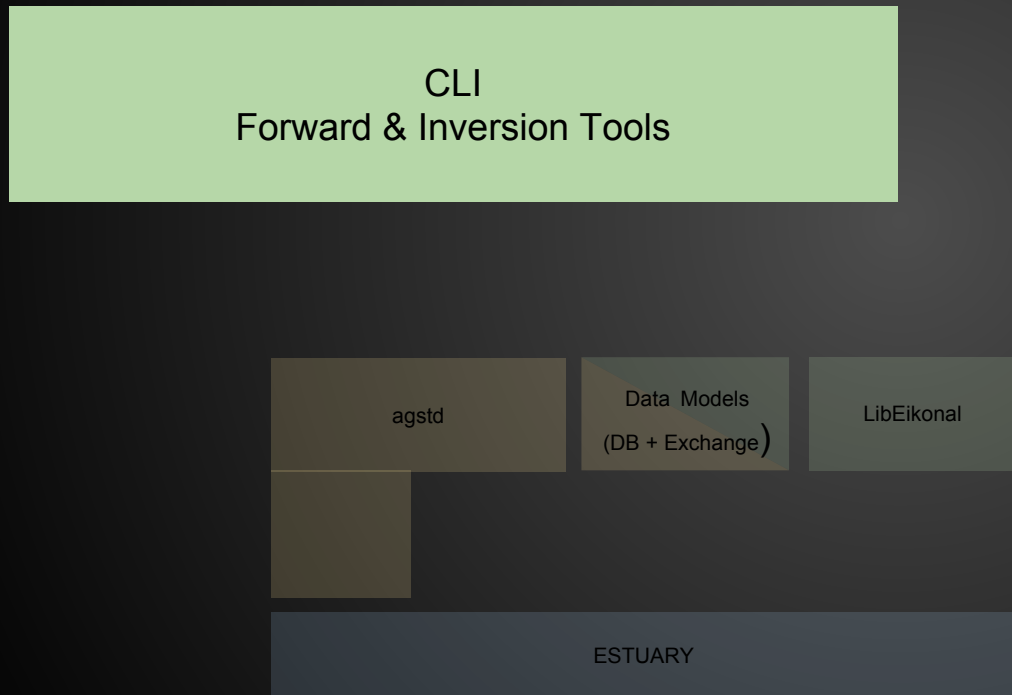 CLI
Forward & Inversion Tools
agstd
Data Models
(DB + Exchange)
LibEikonal
ESTUARY